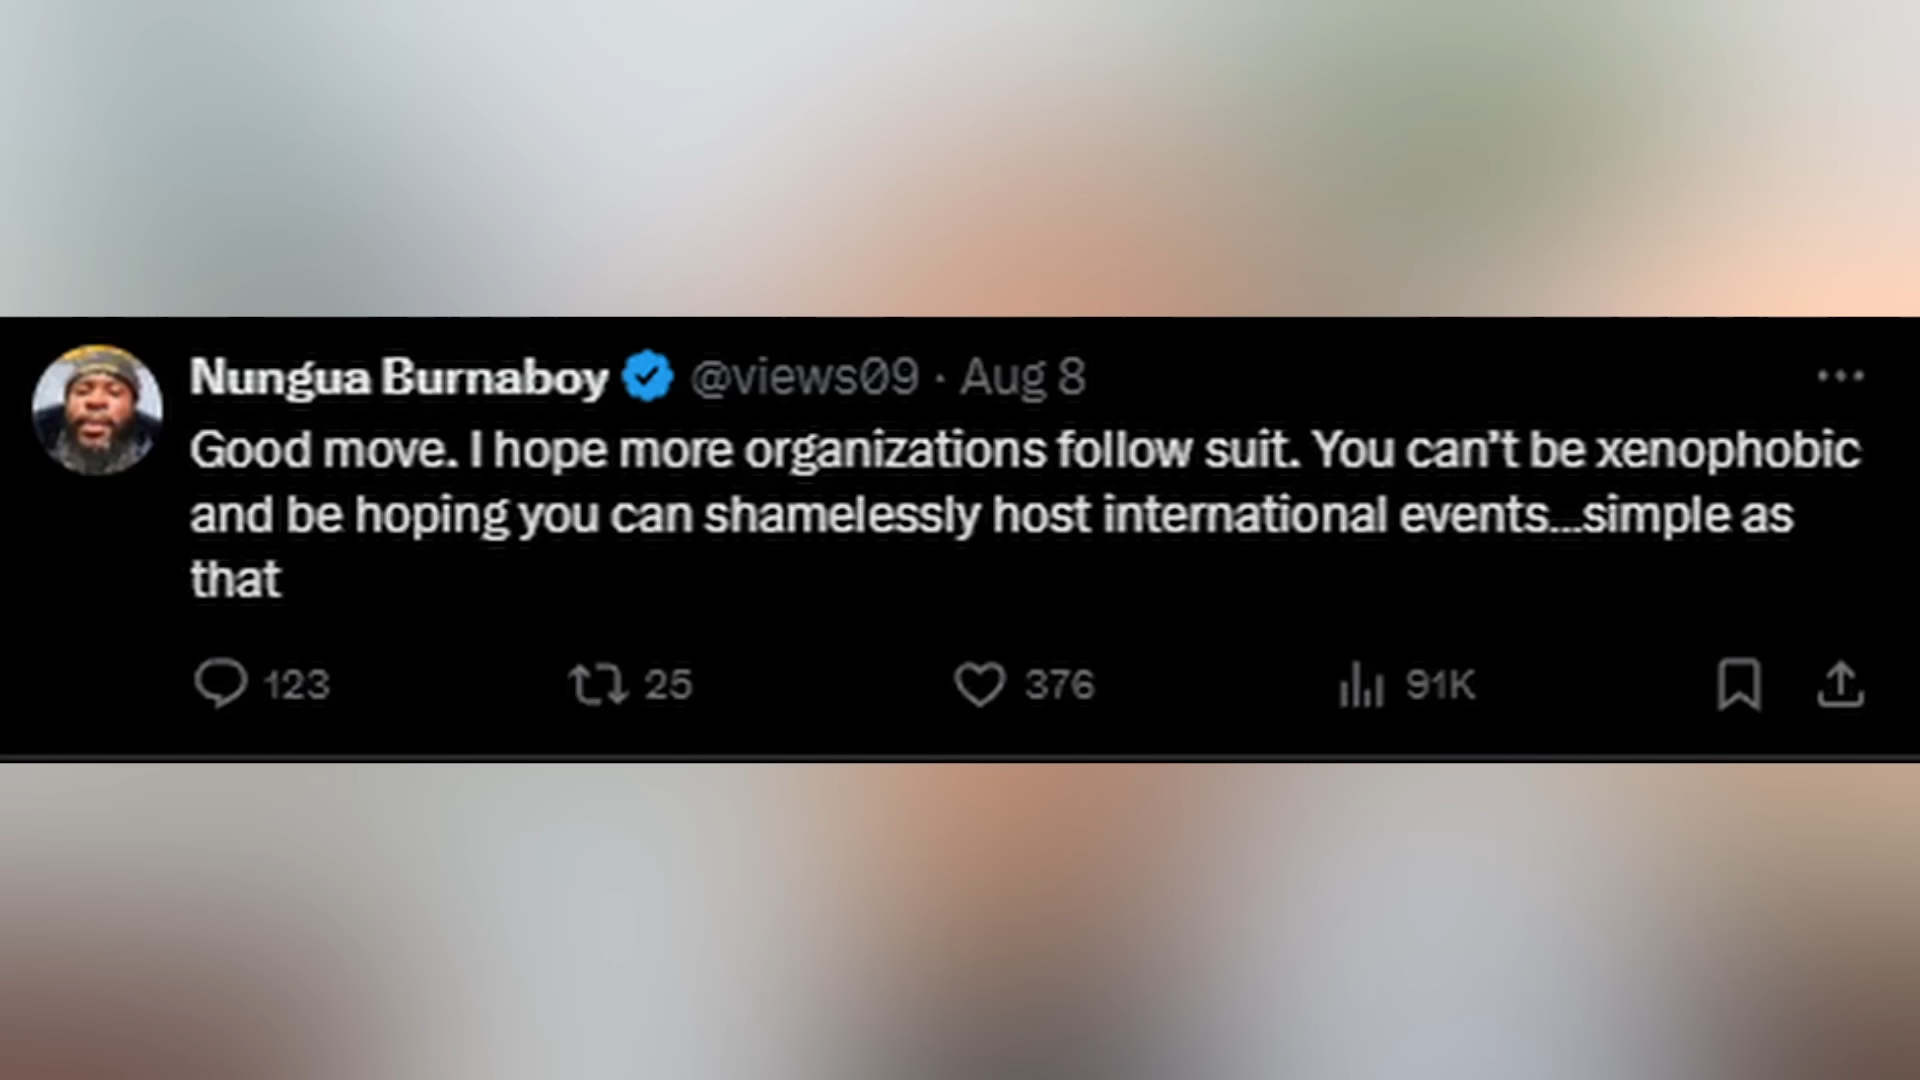 Nungua Burnaboy @views09 · Aug 8
Good move. I hope more organizations follow suit. You can't be xenophobic
and be hoping you can shamelessly host international events...simple as
that
123 25 376 91K